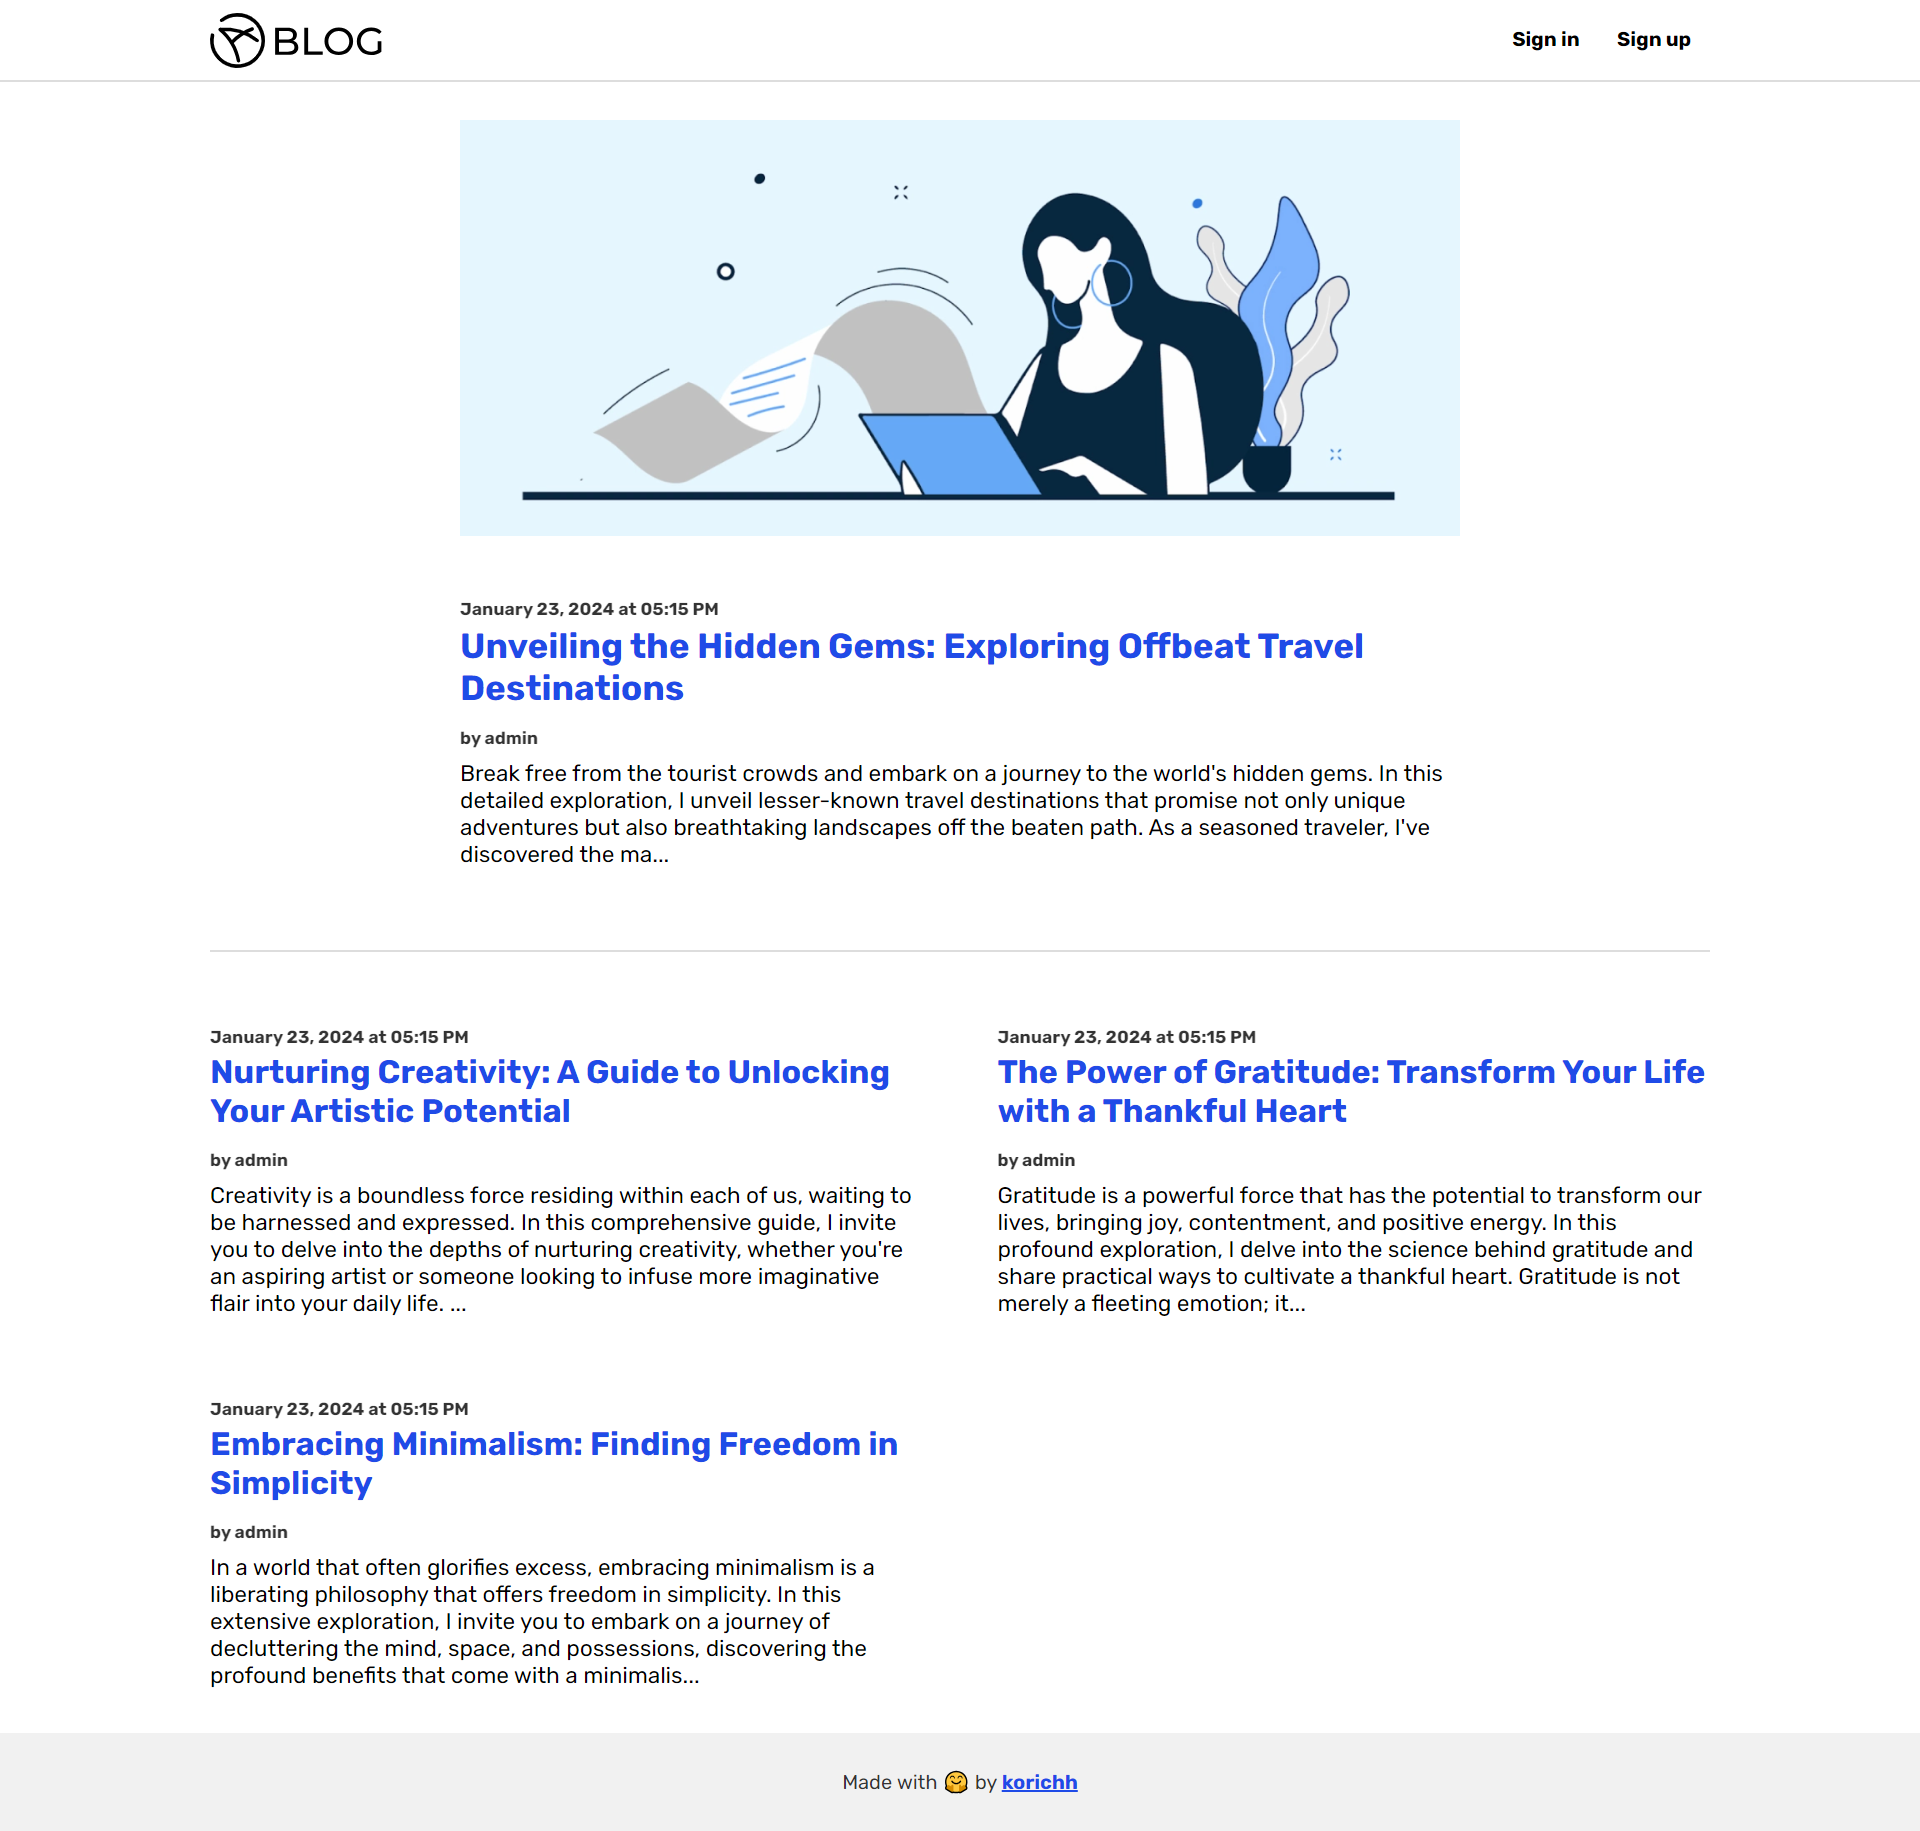 BLOG
Sign in
Sign up
January 23, 2024 at 05:15 PM
Unveiling the Hidden Gems: Exploring Offbeat Travel
Destinations
by admin
Break free from the tourist crowds and embark on a journey to the world's hidden gems. In this
detailed exploration, I unveil lesser-known travel destinations that promise not only unique
adventures but also breathtaking landscapes off the beaten path. As a seasoned traveler, I've
discovered the ma...
January 23, 2024 at 05:15 PM
Nurturing Creativity: A Guide to Unlocking
Your Artistic Potential
by admin
Creativity is a boundless force residing within each of us, waiting to
be harnessed and expressed. In this comprehensive guide, I invite
you to delve into the depths of nurturing creativity, whether you're
an aspiring artist or someone looking to infuse more imaginative
flair into your daily life. ...
January 23, 2024 at 05:15 PM
The Power of Gratitude: Transform Your Life
with a Thankful Heart
by admin
Gratitude is a powerful force that has the potential to transform our
lives, bringing joy, contentment, and positive energy. In this
profound exploration, I delve into the science behind gratitude and
share practical ways to cultivate a thankful heart. Gratitude is not
merely a fleeting emotion; it...
January 23, 2024 at 05:15 PM
Embracing Minimalism: Finding Freedom in
Simplicity
by admin
In a world that often glorifies excess, embracing minimalism is a
liberating philosophy that offers freedom in simplicity. In this
extensive exploration, I invite you to embark on a journey of
decluttering the mind, space, and possessions, discovering the
profound benefits that come with a minimalis...
Made with 🤗 by korichh